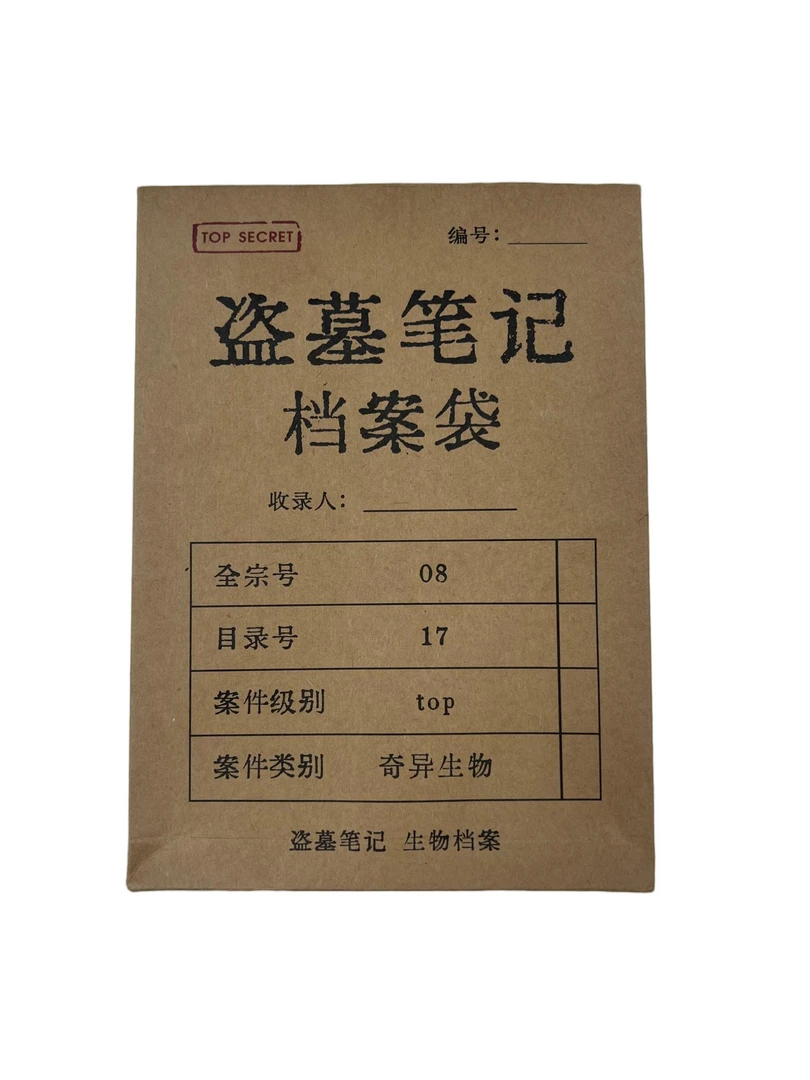 TOP SECRET 编号：
盗墓笔记
档案袋
收录人：
全宗号 08
目录号 17
案件级别 top
案件类别 奇异生物
盗墓笔记 生物档案